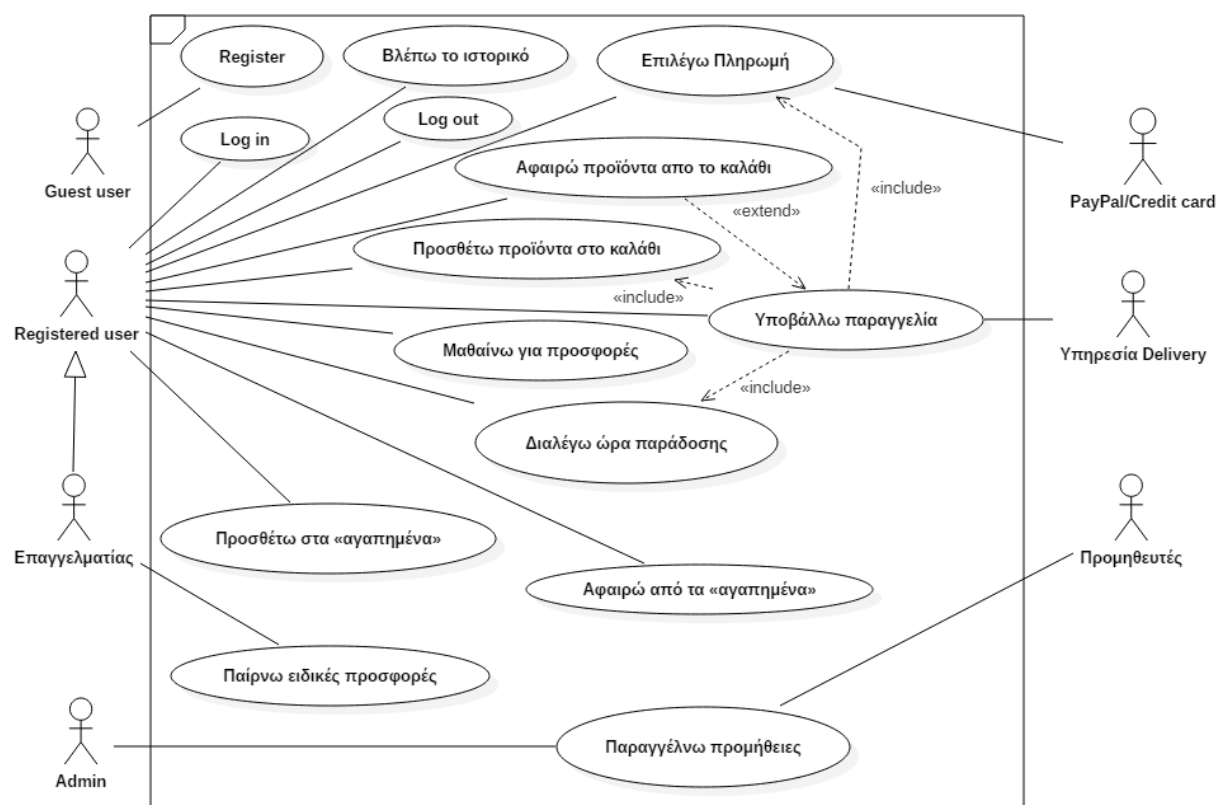 Register
Βλέπω το ιστορικό
Επιλέγω Πληρωμή
Log in
Log out
Guest user
Αφαιρώ προϊόντα απο το καλάθι
PayPal/Credit card
«include»
«extend»
Προσθέτω προϊόντα στο καλάθι
«include»
Registered user
Υποβάλλω παραγγελία
Μαθαίνω για προσφορές
Υπηρεσία Delivery
«include»
Διαλέγω ώρα παράδοσης
Προσθέτω στα «αγαπημένα»
Επαγγελματίας
Προμηθευτές
Αφαιρώ από τα «αγαπημένα»
Παίρνω ειδικές προσφορές
Παραγγέλνω προμήθειες
Admin